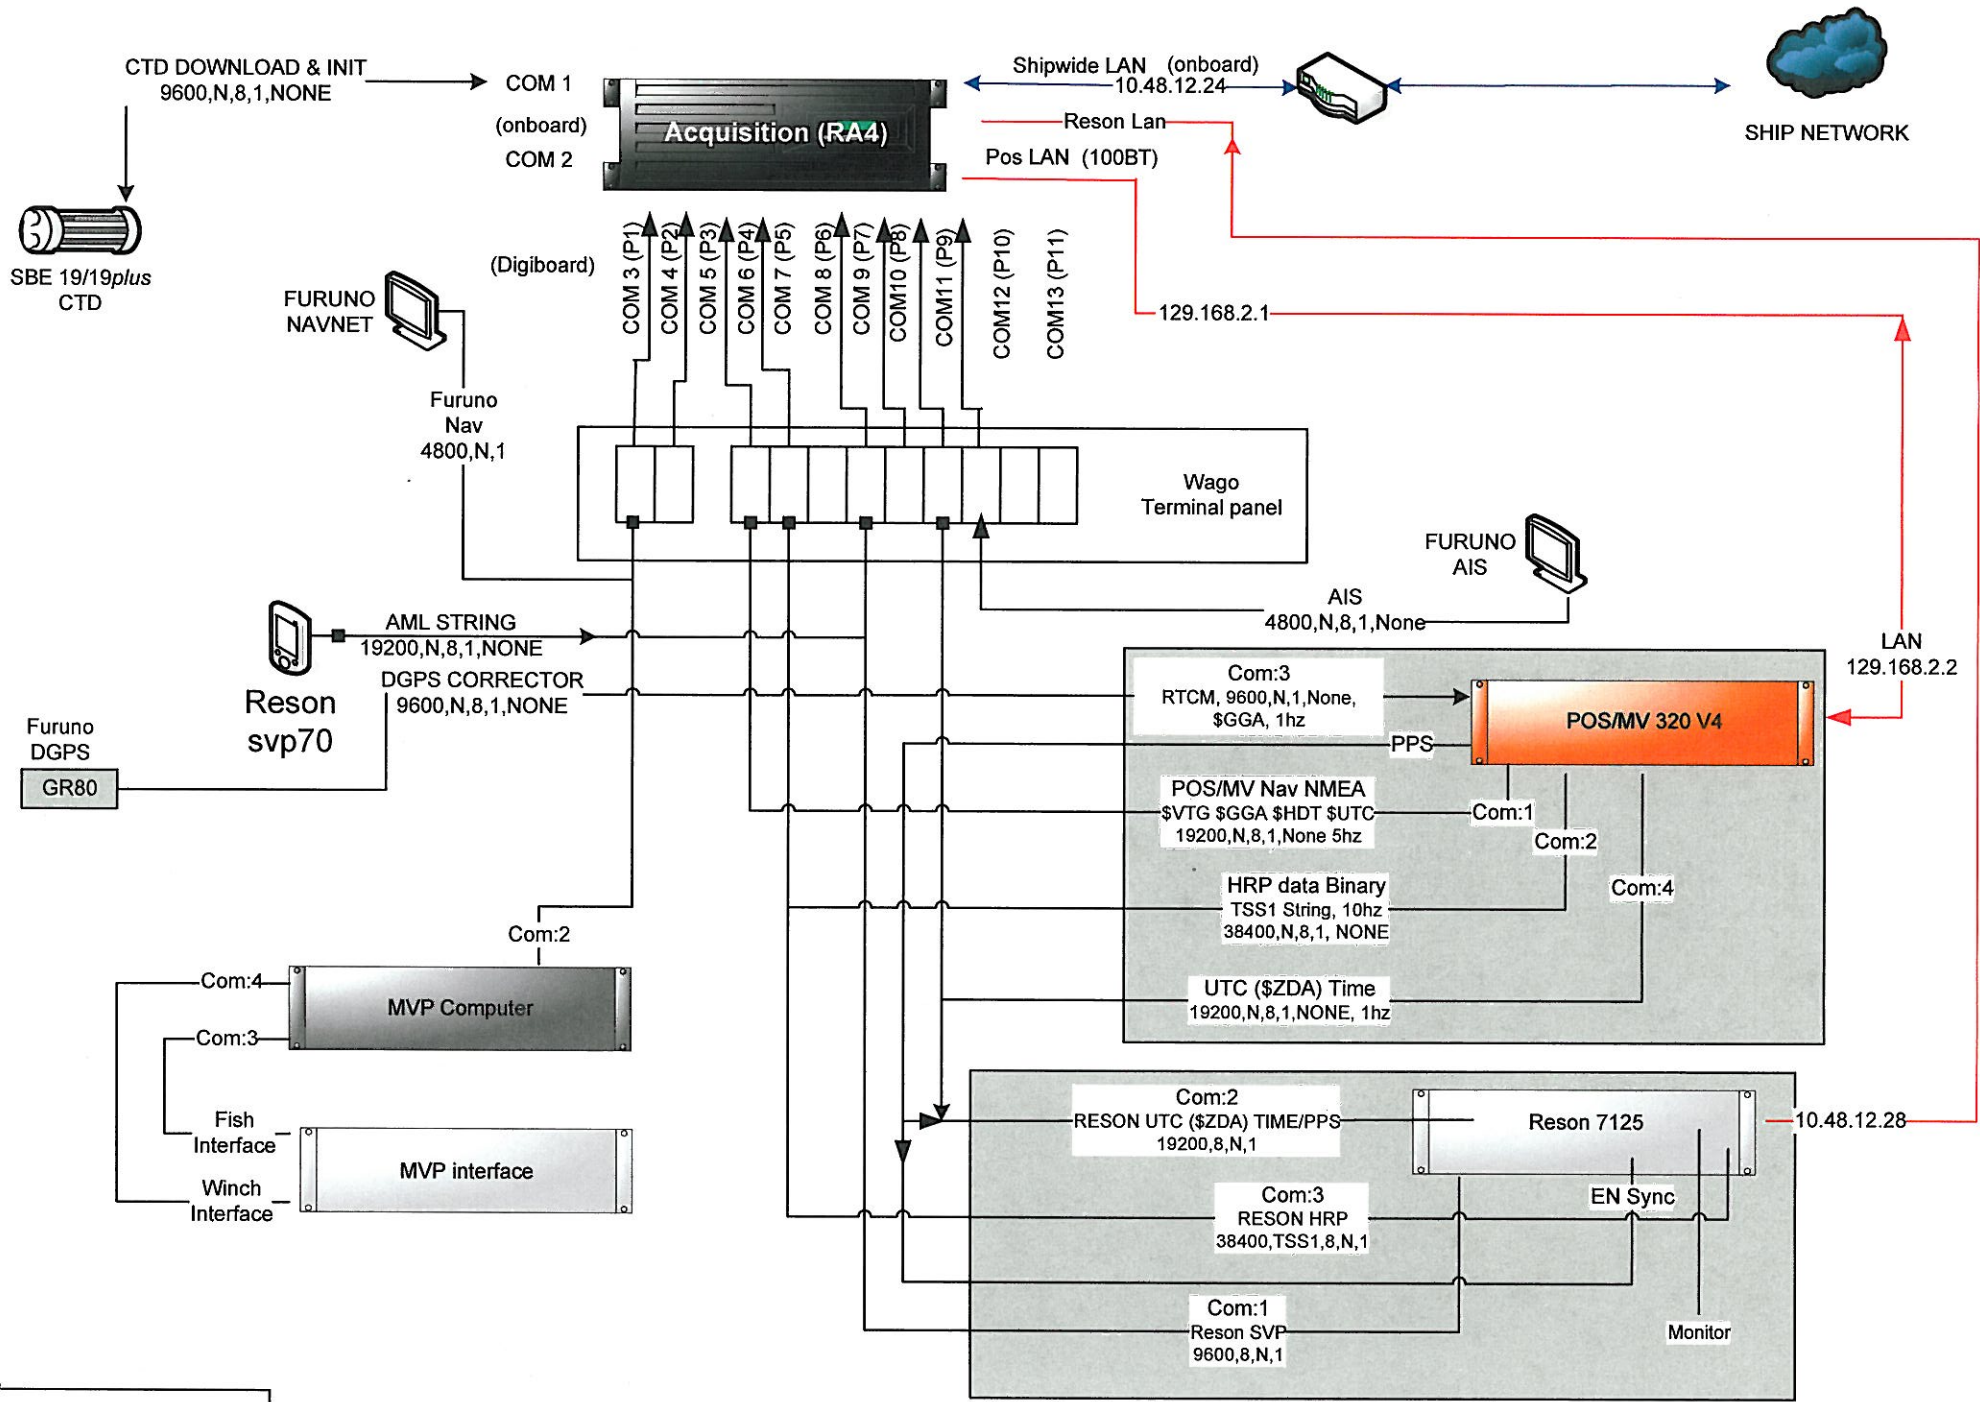 CTD DOWNLOAD & INIT
9600,N,8,1,NONE
COM 1
(onboard)
COM 2
Acquisition (RA4)
Shipwide LAN (onboard)
10.48.12.24
Reson Lan
Pos LAN (100BT)
SHIP NETWORK
SBE 19/19plus
CTD
(Digiboard)
COM 3 (P1)
COM 4 (P2)
COM 5 (P3)
COM 6 (P4)
COM 7 (P5)
COM 8 (P6)
COM 9 (P7)
COM10 (P8)
COM11 (P9)
COM12 (P10)
COM13 (P11)
FURUNO
NAVNET
129.168.2.1
Furuno
Nav
4800,N,1
Wago
Terminal panel
FURUNO
AIS
AIS
4800,N,8,1,None
AML STRING
19200,N,8,1,NONE
Reson
svp70
DGPS CORRECTOR
9600,N,8,1,NONE
Furuno
DGPS
GR80
LAN
129.168.2.2
Com:3
RTCM, 9600,N,1,None,
$GGA, 1hz
POS/MV 320 V4
PPS
POS/MV Nav NMEA
$VTG $GGA $HDT $UTC
19200,N,8,1,None 5hz
Com:1
Com:2
Com:4
HRP data Binary
TSS1 String, 10hz
38400,N,8,1, NONE
UTC ($ZDA) Time
19200,N,8,1,NONE, 1hz
Com:2
Com:4
MVP Computer
Com:3
Fish
Interface
MVP interface
Winch
Interface
Com:2
RESON UTC ($ZDA) TIME/PPS
19200,8,N,1
Reson 7125
10.48.12.28
EN Sync
Com:3
RESON HRP
38400,TSS1,8,N,1
Com:1
Reson SVP
9600,8,N,1
Monitor